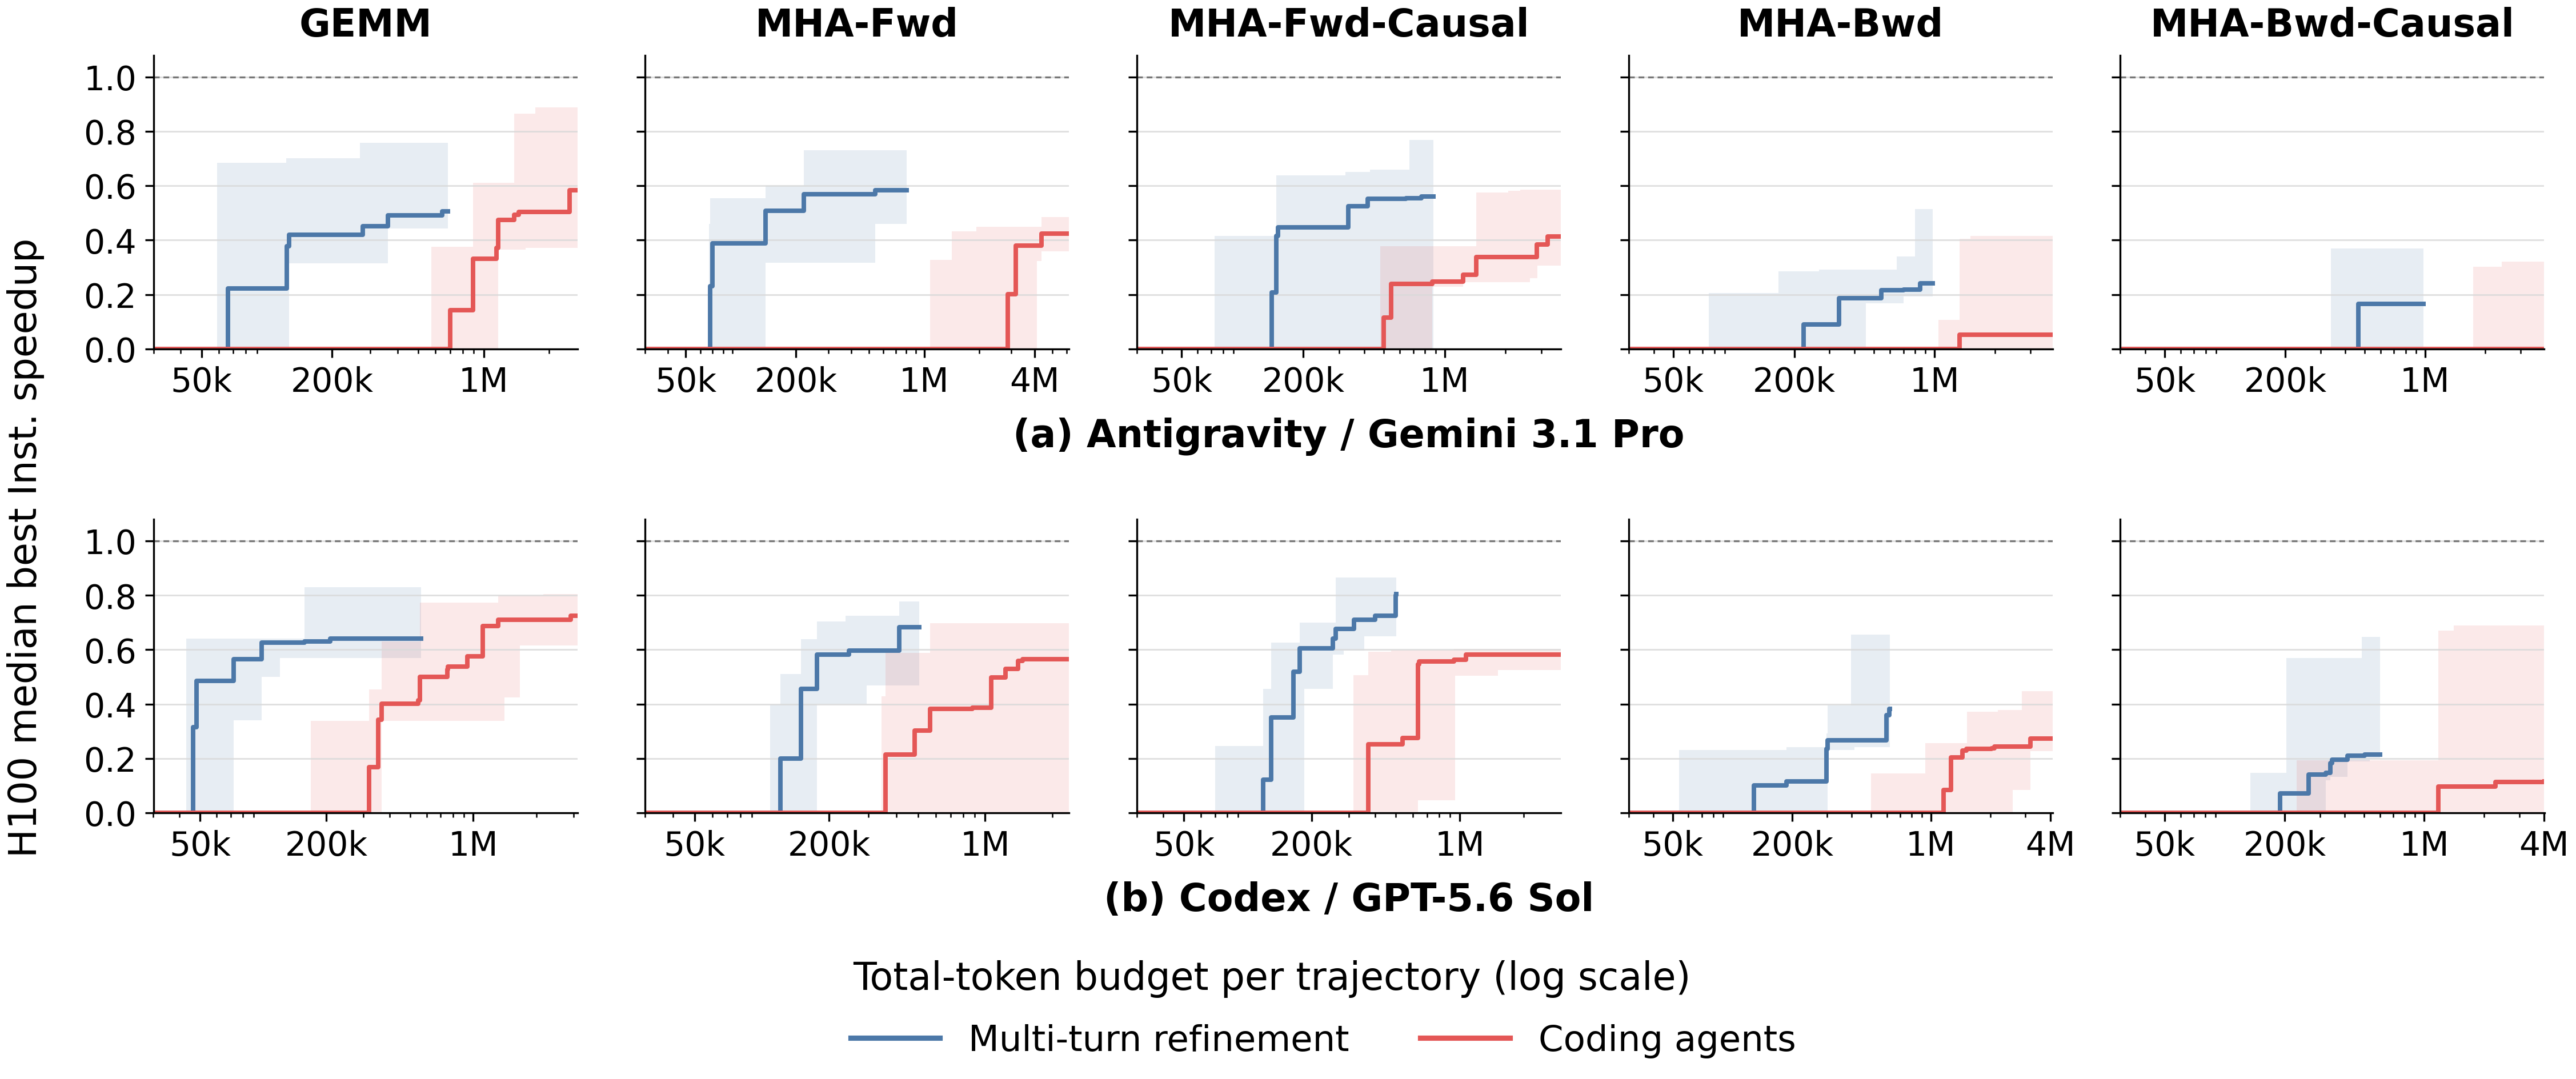 GEMM MHA-Fwd MHA-Fwd-Causal MHA-Bwd MHA-Bwd-Causal
H100 median best Inst. speedup
1.0
0.8
0.6
0.4
0.2
0.0
50k 200k 1M 50k 200k 1M 4M 50k 200k 1M 50k 200k 1M 50k 200k 1M
(a) Antigravity / Gemini 3.1 Pro
1.0
0.8
0.6
0.4
0.2
0.0
50k 200k 1M 50k 200k 1M 50k 200k 1M 50k 200k 1M 4M 50k 200k 1M 4M
(b) Codex / GPT-5.6 Sol
Total-token budget per trajectory (log scale)
Multi-turn refinement Coding agents